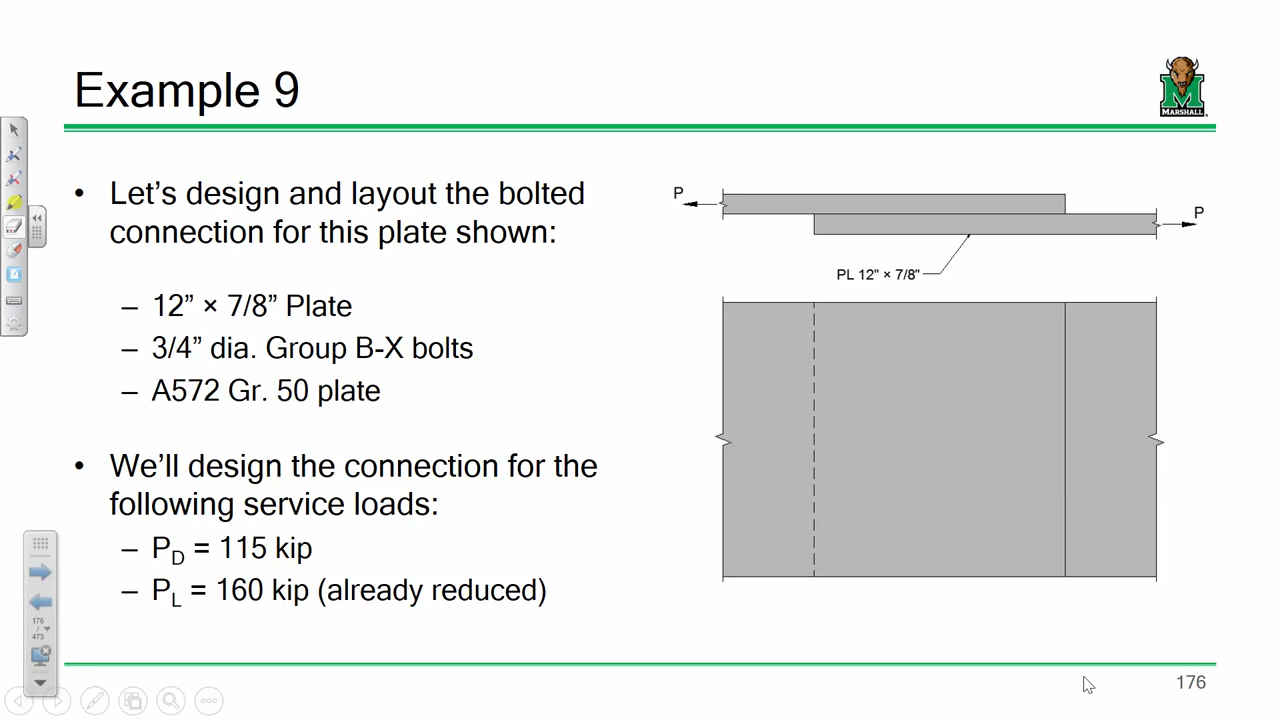 Example 9
MARSHALL
• Let’s design and layout the bolted
connection for this plate shown:
– 12” × 7/8” Plate
– 3/4” dia. Group B-X bolts
– A572 Gr. 50 plate
• We’ll design the connection for the
following service loads:
– PD = 115 kip
– PL = 160 kip (already reduced)
P
P
PL 12" × 7/8"
176
/
473
176